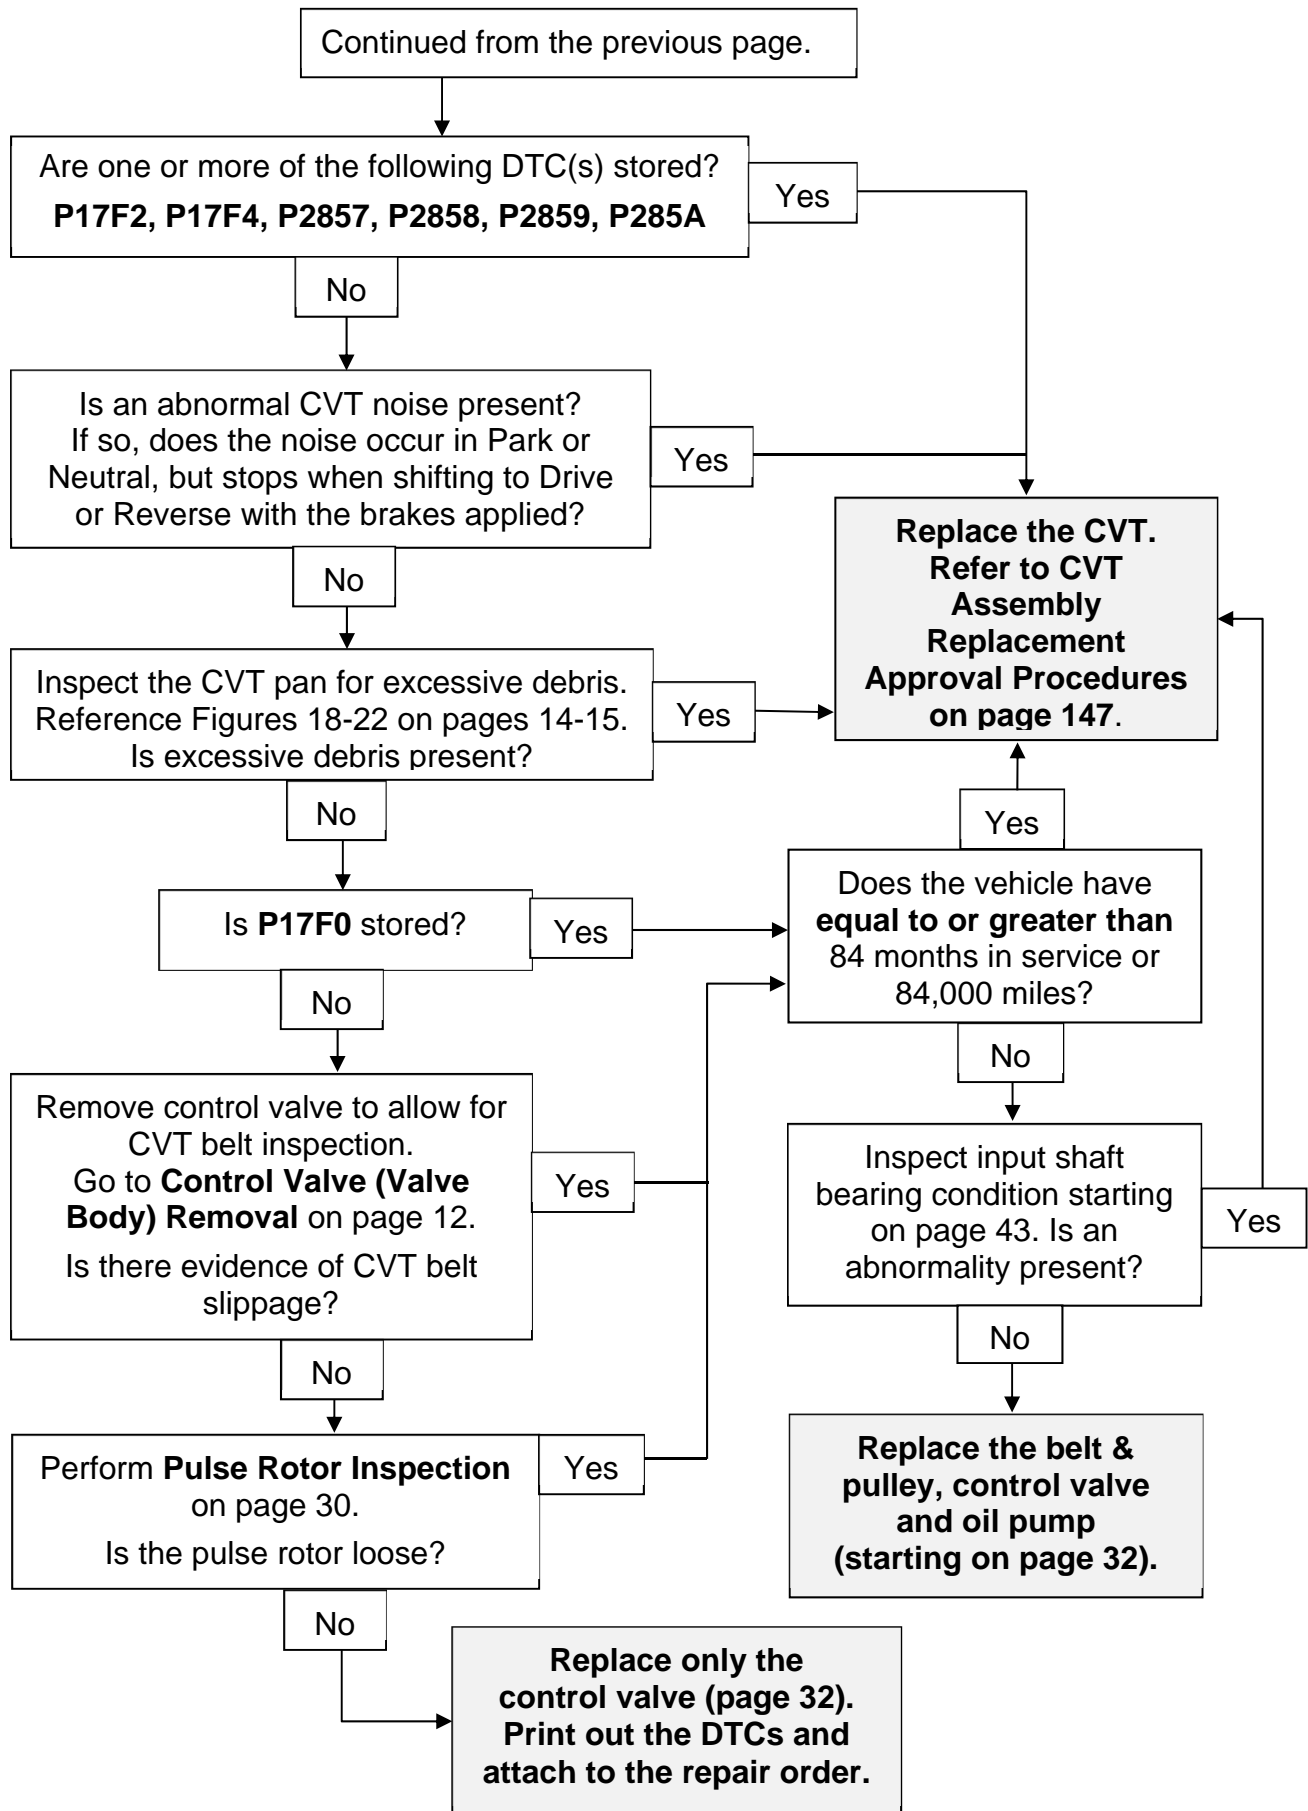 Continued from the previous page.
Are one or more of the following DTC(s) stored?
P17F2, P17F4, P2857, P2858, P2859, P285A
Yes
No
Is an abnormal CVT noise present?
If so, does the noise occur in Park or
Neutral, but stops when shifting to Drive
or Reverse with the brakes applied?
Yes
No
Replace the CVT.
Refer to CVT
Assembly
Replacement
Approval Procedures
on page 147.
Inspect the CVT pan for excessive debris.
Reference Figures 18-22 on pages 14-15.
Is excessive debris present?
Yes
No
Is P17F0 stored?
Yes
No
Yes
Does the vehicle have
equal to or greater than
84 months in service or
84,000 miles?
No
Remove control valve to allow for
CVT belt inspection.
Go to Control Valve (Valve
Body) Removal on page 12.
Is there evidence of CVT belt
slippage?
Yes
No
Inspect input shaft
bearing condition starting
on page 43. Is an
abnormality present?
Yes
No
Perform Pulse Rotor Inspection
on page 30.
Is the pulse rotor loose?
Yes
No
Replace the belt &
pulley, control valve
and oil pump
(starting on page 32).
Replace only the
control valve (page 32).
Print out the DTCs and
attach to the repair order.